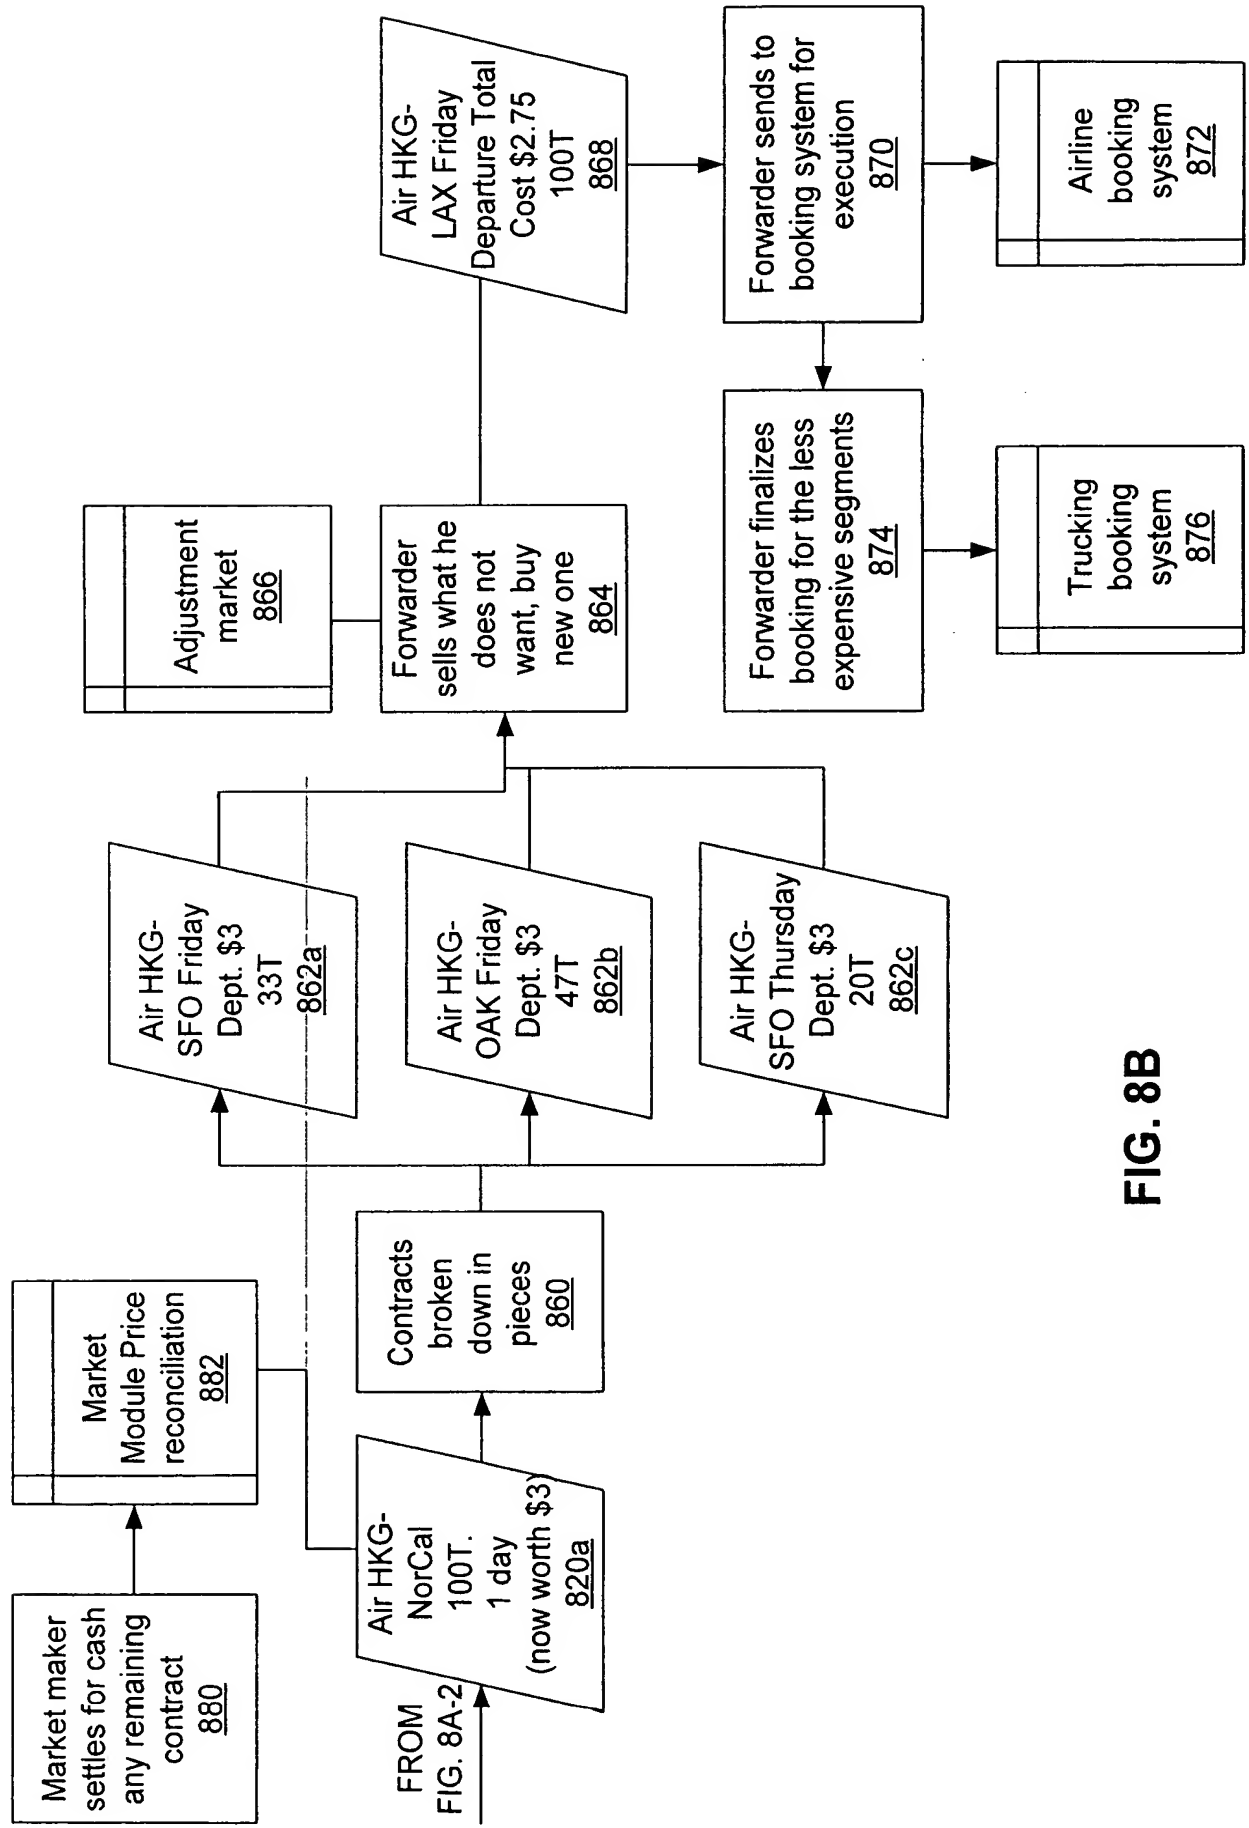 Market maker
settles for cash
any remaining
contract
880
Market
Module Price
reconciliation
882
FROM
FIG. 8A-2
Air HKG-
NorCal
100T.
1 day
(now worth $3)
820a
Contracts
broken
down in
pieces
860
Air HKG-
SFO Friday
Dept. $3
33T
862a
Air HKG-
OAK Friday
Dept. $3
47T
862b
Air HKG-
SFO Thursday
Dept. $3
20T
862c
Adjustment
market
866
Forwarder
sells what he
does not
want, buy
new one
864
Air HKG-
LAX Friday
Departure Total
Cost $2.75
100T
868
Forwarder sends to
booking system for
execution
870
Forwarder finalizes
booking for the less
expensive segments
874
Airline
booking
system
872
Trucking
booking
system
876
FIG. 8B